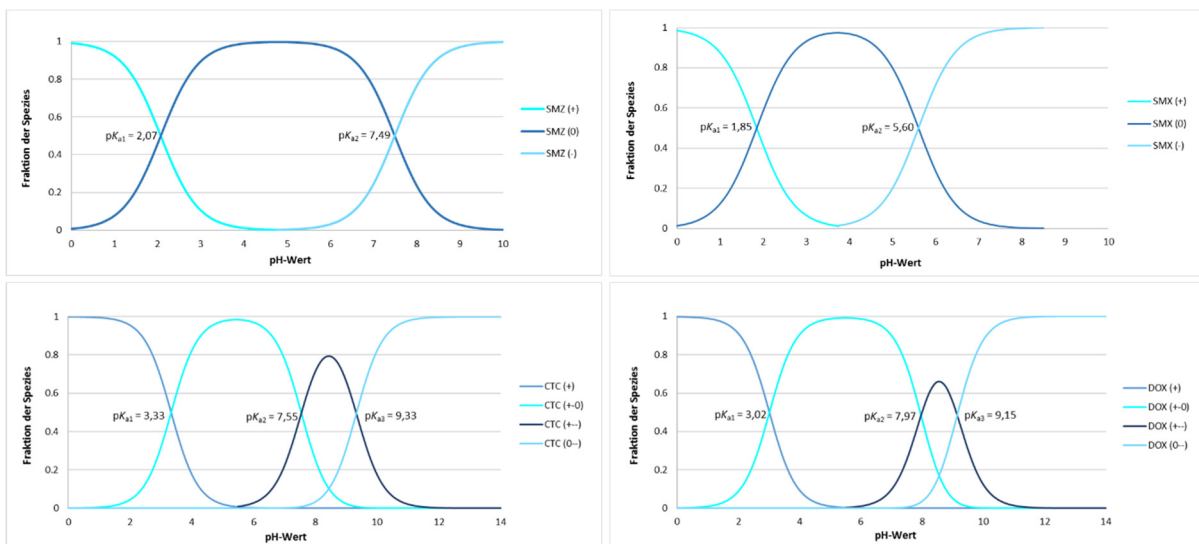 1
0.8
0.6
0.4
0.2
0
Fraktion der Spezies
pKa1 = 2,07
pKa2 = 7,49
SMZ (+)
SMZ (0)
SMZ (-)
0 1 2 3 4 5 6 7 8 9 10
pH-Wert
1
0.8
0.6
0.4
0.2
0
Fraktion der Spezies
pKa1 = 1,85
pKa2 = 5,60
SMX (+)
SMX (0)
SMX (-)
0 1 2 3 4 5 6 7 8 9 10
pH-Wert
1
0.8
0.6
0.4
0.2
0
Fraktion der Spezies
pKa1 = 3,33
pKa2 = 7,55
pKa3 = 9,33
CTC (+)
CTC (+-0)
CTC (+--)
CTC (0--)
0 2 4 6 8 10 12 14
pH-Wert
1
0.8
0.6
0.4
0.2
0
Fraktion der Spezies
pKa1 = 3,02
pKa2 = 7,97
pKa3 = 9,15
DOX (+)
DOX (+-0)
DOX (+--)
DOX (0--)
0 2 4 6 8 10 12 14
pH-Wert